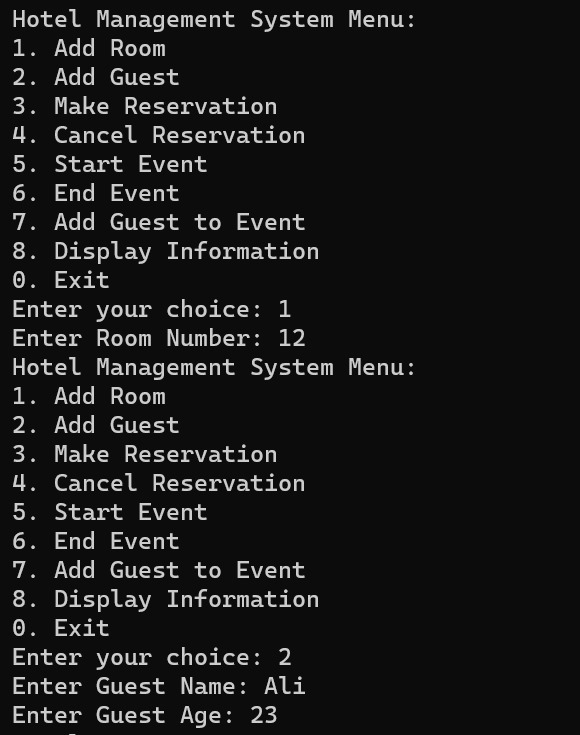 Hotel Management System Menu:
1. Add Room
2. Add Guest
3. Make Reservation
4. Cancel Reservation
5. Start Event
6. End Event
7. Add Guest to Event
8. Display Information
0. Exit
Enter your choice: 1
Enter Room Number: 12
Hotel Management System Menu:
1. Add Room
2. Add Guest
3. Make Reservation
4. Cancel Reservation
5. Start Event
6. End Event
7. Add Guest to Event
8. Display Information
0. Exit
Enter your choice: 2
Enter Guest Name: Ali
Enter Guest Age: 23